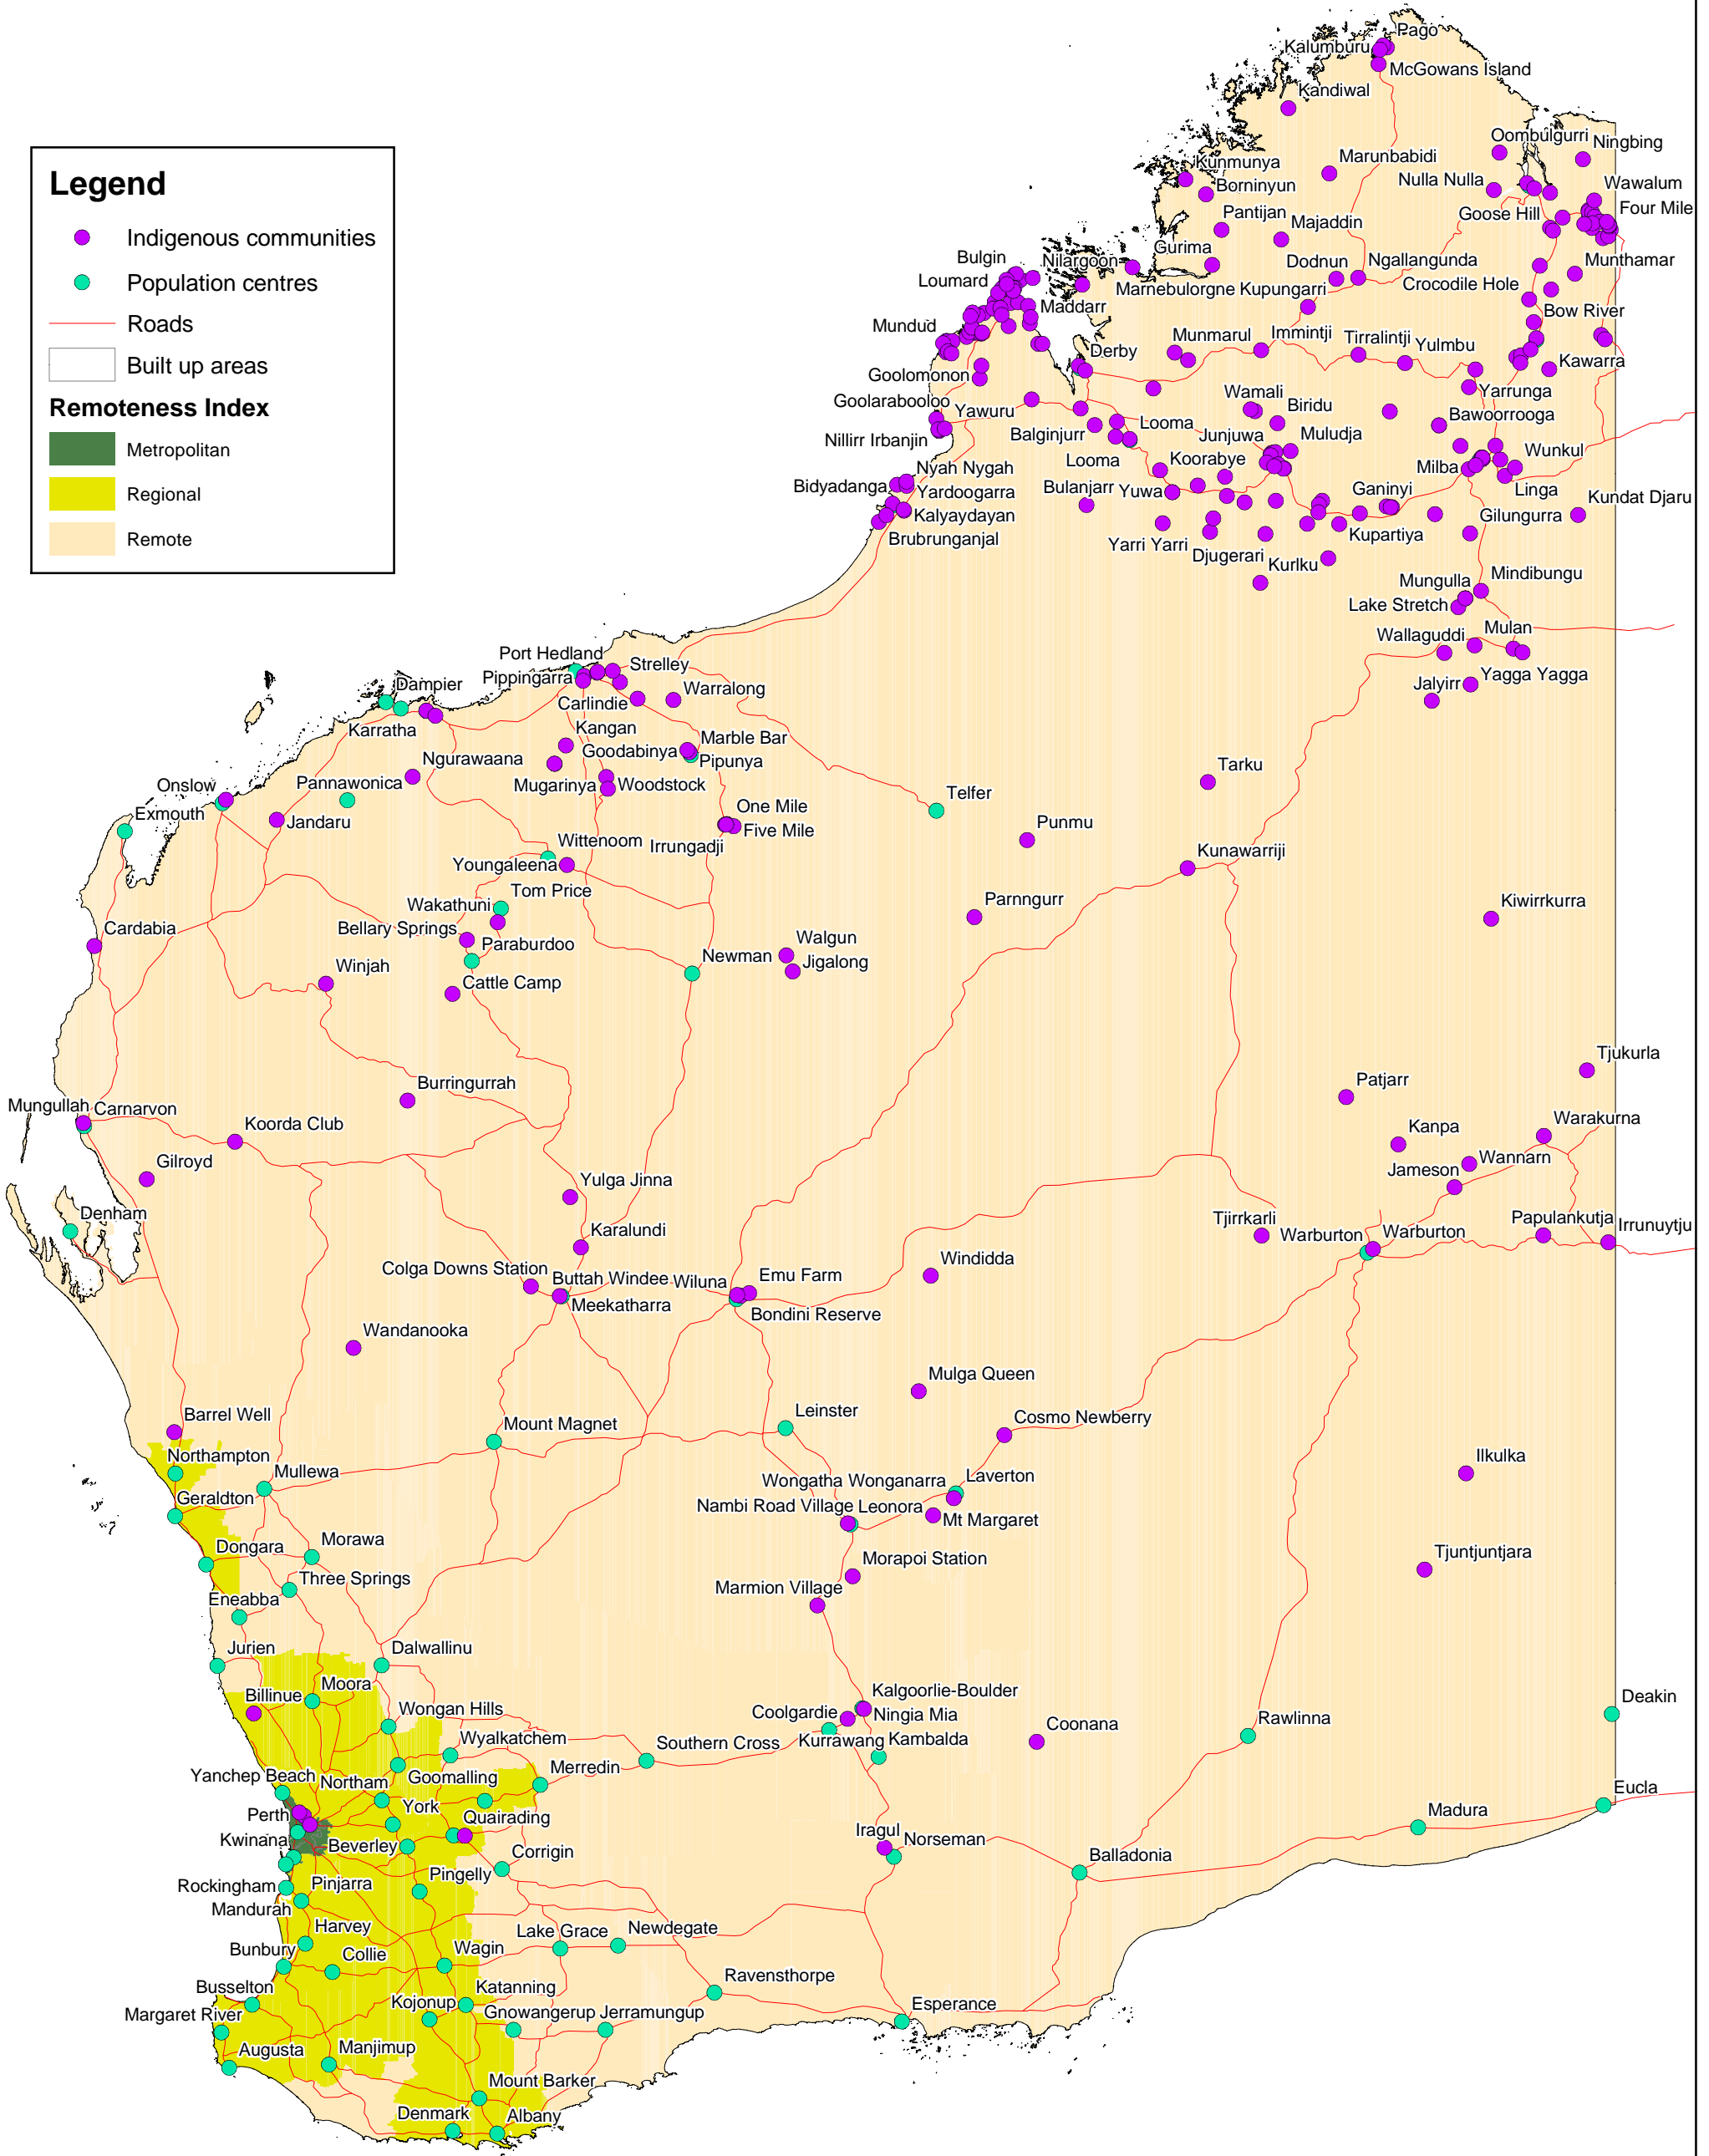 Legend
Indigenous communities
Population centres
Roads
Built up areas
Remoteness Index
Metropolitan
Regional
Remote
Pago
Kalumburu
McGowans Island
Kandiwal
Oombulgurri
Ningbing
Marunbabidi
Kunmunya
Nulla Nulla
Wawalum
Borninyun
Four Mile
Pantijan
Majaddin
Goose Hill
Gurima
Bulgin
Nilargoon
Dodnun
Ngallangunda
Munthamar
Loumard
Marnebulorgne
Kupungarri
Crocodile Hole
Maddarr
Bow River
Mundud
Munmarul
Immintji
Tirralintji
Yulmbu
Derby
Kawarra
Goolomonon
Yarrunga
Goolarabooloo
Yawuru
Wamali
Biridu
Bawoorrooga
Looma
Nillirr Irbanjin
Balginjurr
Junjuwa
Muludja
Wunkul
Looma
Koorabye
Milba
Nyah Nygah
Linga
Bidyadanga
Yardoogarra
Bulanjarr
Yuwa
Ganinyi
Kundat Djaru
Kalyaydayan
Gilungurra
Brubrunganjal
Yarri Yarri
Kupartiya
Djugerari
Kurlku
Mungulla
Mindibungu
Lake Stretch
Wallaguddi
Mulan
Port Hedland
Strelley
Pippingarra
Yagga Yagga
Jalyirr
Dampier
Warralong
Carlindie
Karratha
Kangan
Marble Bar
Goodabinya
Pipunya
Ngurawaana
Tarku
Pannawonica
Mugarinya
Woodstock
Onslow
Telfer
Exmouth
One Mile
Jandaru
Punmu
Five Mile
Wittenoom
Irrungadji
Youngaleena
Kunawarriji
Tom Price
Wakathuni
Parnngurr
Kiwirrkurra
Bellary Springs
Cardabia
Walgun
Paraburdoo
Newman
Jigalong
Winjah
Cattle Camp
Tjukurla
Patjarr
Burringurrah
Mungullah
Carnarvon
Koorda Club
Kanpa
Warakurna
Gilroyd
Wannarn
Jameson
Yulga Jinna
Denham
Tjirrkarli
Papulankutja
Irrunuytju
Karalundi
Warburton
Warburton
Windidda
Colga Downs Station
Buttah Windee
Wiluna
Emu Farm
Meekatharra
Bondini Reserve
Wandanooka
Mulga Queen
Barrel Well
Leinster
Cosmo Newberry
Mount Magnet
Northampton
Ilkulka
Mullewa
Wongatha Wonganarra
Laverton
Geraldton
Nambi Road Village
Leonora
Mt Margaret
Morawa
Dongara
Morapoi Station
Tjuntjuntjara
Three Springs
Marmion Village
Eneabba
Jurien
Dalwallinu
Moora
Billinue
Kalgoorlie-Boulder
Deakin
Wongan Hills
Coolgardie
Ningia Mia
Rawlinna
Coonana
Wyalkatchem
Southern Cross
Kurrawang
Kambalda
Merredin
Yanchep Beach
Northam
Goomalling
Eucla
York
Madura
Perth
Quairading
Iragul
Norseman
Kwinana
Beverley
Corrigin
Balladonia
Pingelly
Rockingham
Pinjarra
Mandurah
Harvey
Lake Grace
Newdegate
Bunbury
Collie
Wagin
Ravensthorpe
Busselton
Katanning
Kojonup
Esperance
Margaret River
Gnowangerup
Jerramungup
Augusta
Manjimup
Mount Barker
Denmark
Albany